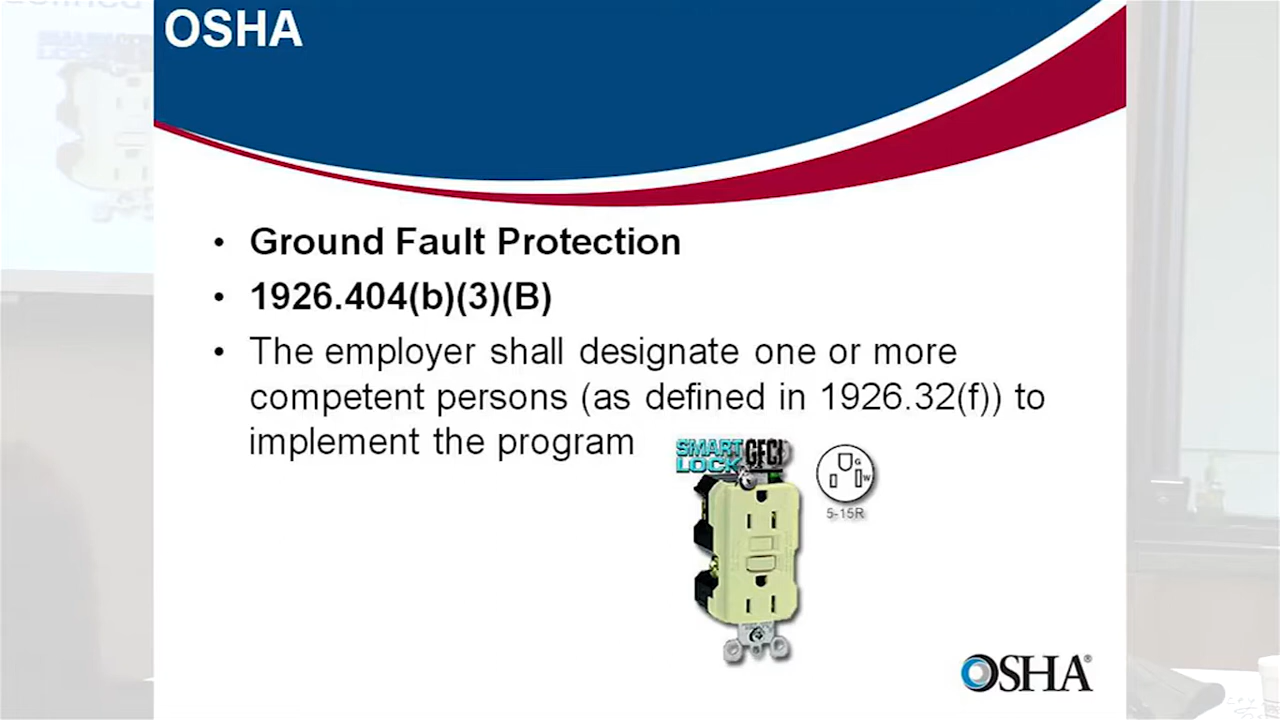 OSHA
• Ground Fault Protection
• 1926.404(b)(3)(B)
• The employer shall designate one or more
competent persons (as defined in 1926.32(f)) to
implement the program
SMART
LOCK GFCI
G
W
5-15R
OSHA®